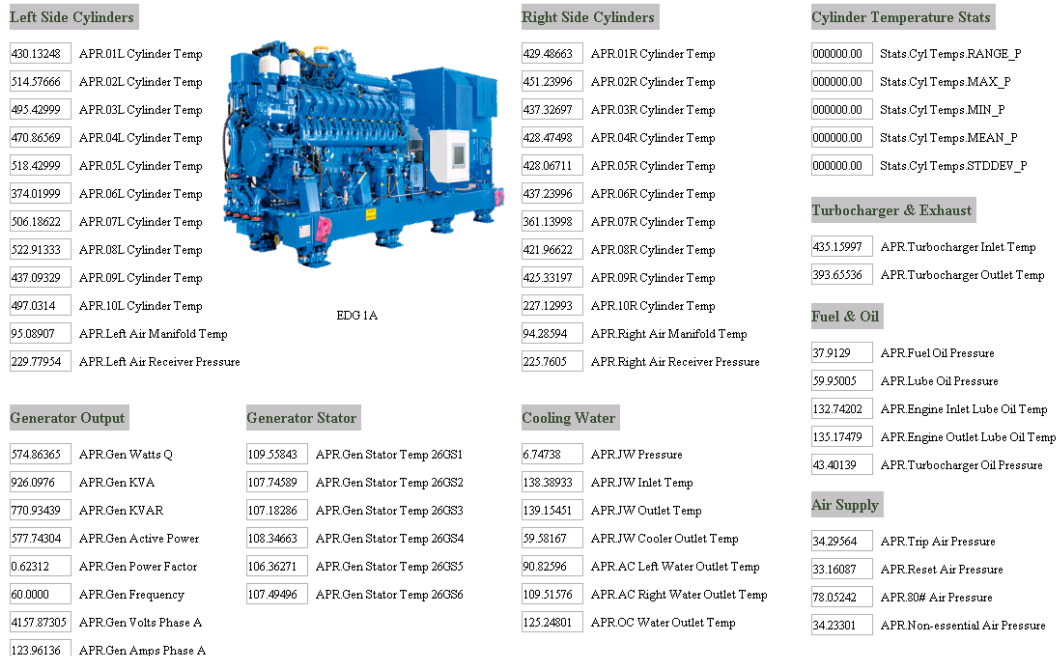 Left Side Cylinders
430.13248 APR.01L Cylinder Temp
514.57666 APR.02L Cylinder Temp
495.42999 APR.03L Cylinder Temp
470.86569 APR.04L Cylinder Temp
518.42999 APR.05L Cylinder Temp
374.01999 APR.06L Cylinder Temp
506.18622 APR.07L Cylinder Temp
522.91333 APR.08L Cylinder Temp
437.09329 APR.09L Cylinder Temp
497.0314 APR.10L Cylinder Temp
95.08907 APR.Left Air Manifold Temp
229.77954 APR.Left Air Receiver Pressure
EDG 1A
Right Side Cylinders
429.48663 APR.01R Cylinder Temp
451.23996 APR.02R Cylinder Temp
437.32697 APR.03R Cylinder Temp
428.47498 APR.04R Cylinder Temp
428.06711 APR.05R Cylinder Temp
437.23996 APR.06R Cylinder Temp
361.13998 APR.07R Cylinder Temp
421.96622 APR.08R Cylinder Temp
425.33197 APR.09R Cylinder Temp
227.12993 APR.10R Cylinder Temp
94.28594 APR.Right Air Manifold Temp
225.7605 APR.Right Air Receiver Pressure
Cylinder Temperature Stats
000000.00 Stats.Cyl Temps.RANGE_P
000000.00 Stats.Cyl Temps.MAX_P
000000.00 Stats.Cyl Temps.MIN_P
000000.00 Stats.Cyl Temps.MEAN_P
000000.00 Stats.Cyl Temps.STDDEV_P
Turbocharger & Exhaust
435.15997 APR.Turbocharger Inlet Temp
393.65536 APR.Turbocharger Outlet Temp
Fuel & Oil
37.9129 APR.Fuel Oil Pressure
59.95005 APR.Lube Oil Pressure
132.74202 APR.Engine Inlet Lube Oil Temp
135.17479 APR.Engine Outlet Lube Oil Temp
43.40139 APR.Turbocharger Oil Pressure
Generator Output
574.86365 APR.Gen Watts Q
926.0976 APR.Gen KVA
770.93439 APR.Gen KVAR
577.74304 APR.Gen Active Power
0.62312 APR.Gen Power Factor
60.0000 APR.Gen Frequency
4157.87305 APR.Gen Volts Phase A
123.96136 APR.Gen Amps Phase A
Generator Stator
109.55843 APR.Gen Stator Temp 26GS1
107.74589 APR.Gen Stator Temp 26GS2
107.18286 APR.Gen Stator Temp 26GS3
108.34663 APR.Gen Stator Temp 26GS4
106.36271 APR.Gen Stator Temp 26GS5
107.49496 APR.Gen Stator Temp 26GS6
Cooling Water
6.74738 APR.JW Pressure
138.38933 APR.JW Inlet Temp
139.15451 APR.JW Outlet Temp
59.58167 APR.JW Cooler Outlet Temp
90.82596 APR.AC Left Water Outlet Temp
109.51576 APR.AC Right Water Outlet Temp
125.24801 APR.OC Water Outlet Temp
Air Supply
34.29564 APR.Trip Air Pressure
33.16087 APR.Reset Air Pressure
78.05242 APR.80# Air Pressure
34.23301 APR.Non-essential Air Pressure